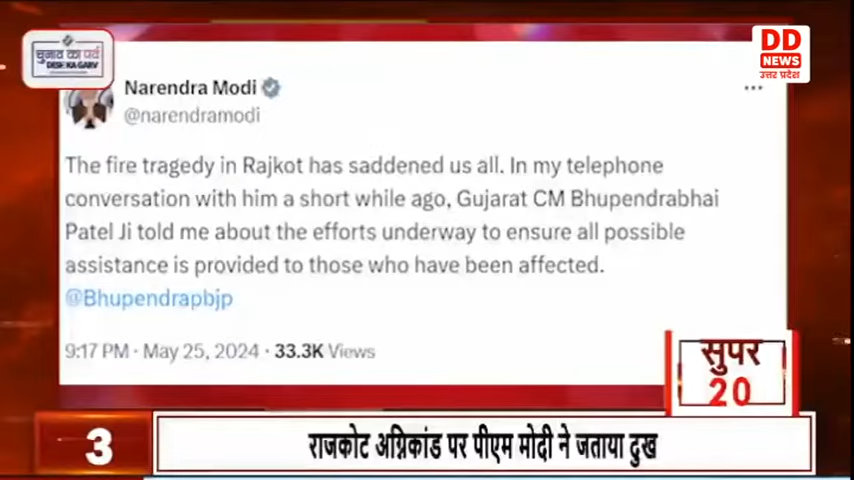 चुनाव का पर्व
DESH KA GARV
DD
NEWS
उत्तर प्रदेश
Narendra Modi
@narendramodi
The fire tragedy in Rajkot has saddened us all. In my telephone
conversation with him a short while ago, Gujarat CM Bhupendrabhai
Patel Ji told me about the efforts underway to ensure all possible
assistance is provided to those who have been affected.
@Bhupendrapbjp
9:17 PM · May 25, 2024 · 33.3K Views
सुपर
20
3
राजकोट अग्निकांड पर पीएम मोदी ने जताया दुख